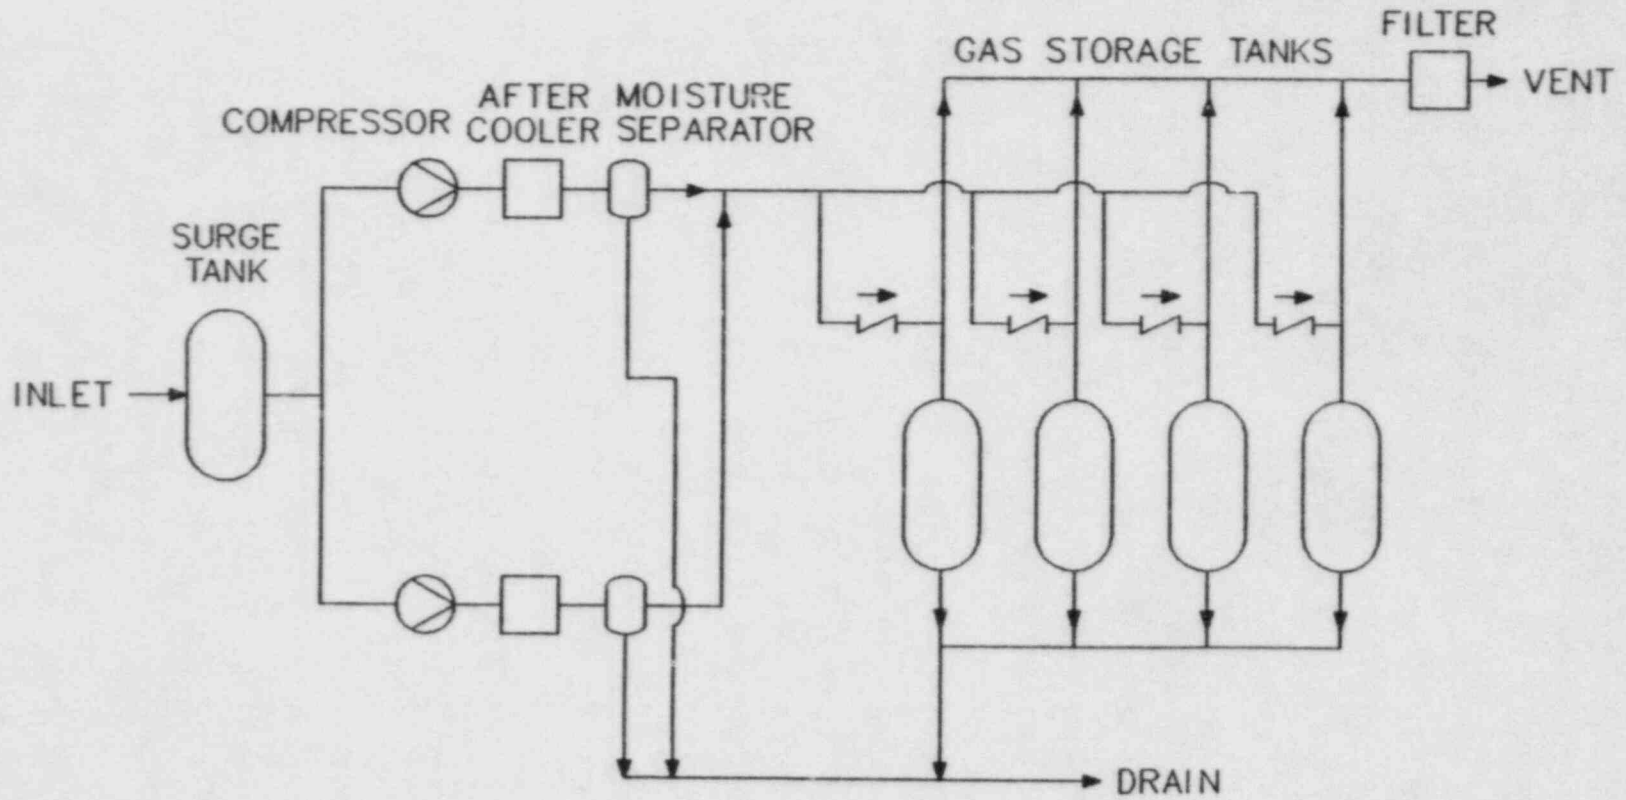 FILTER
GAS STORAGE TANKS
VENT
AFTER MOISTURE
COMPRESSOR COOLER SEPARATOR
SURGE
TANK
INLET
DRAIN